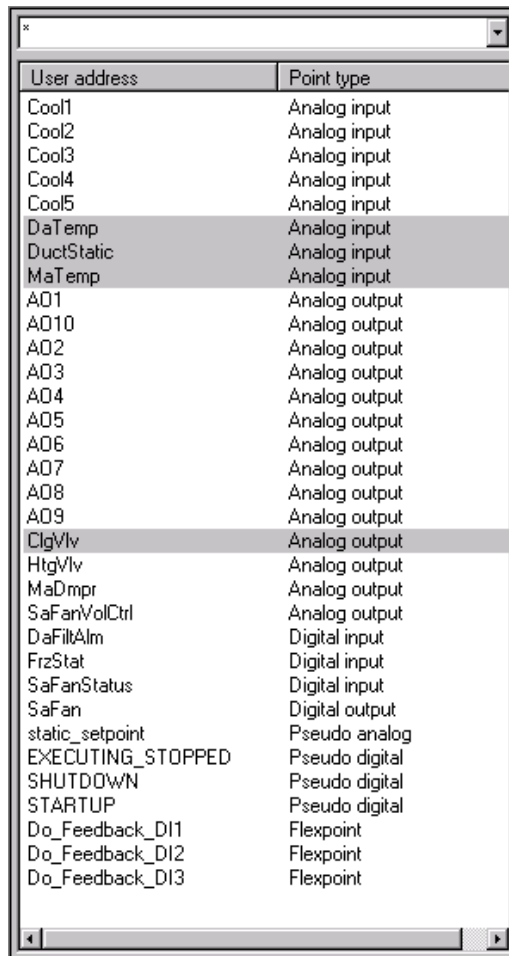 *
User address Point type
Cool1 Analog input
Cool2 Analog input
Cool3 Analog input
Cool4 Analog input
Cool5 Analog input
DaTemp Analog input
DuctStatic Analog input
MaTemp Analog input
AO1 Analog output
AO10 Analog output
AO2 Analog output
AO3 Analog output
AO4 Analog output
AO5 Analog output
AO6 Analog output
AO7 Analog output
AO8 Analog output
AO9 Analog output
ClgVlv Analog output
HtgVlv Analog output
MaDmpr Analog output
SaFanVolCtrl Analog output
DaFiltAlm Digital input
FrzStat Digital input
SaFanStatus Digital input
SaFan Digital output
static_setpoint Pseudo analog
EXECUTING_STOPPED Pseudo digital
SHUTDOWN Pseudo digital
STARTUP Pseudo digital
Do_Feedback_DI1 Flexpoint
Do_Feedback_DI2 Flexpoint
Do_Feedback_DI3 Flexpoint